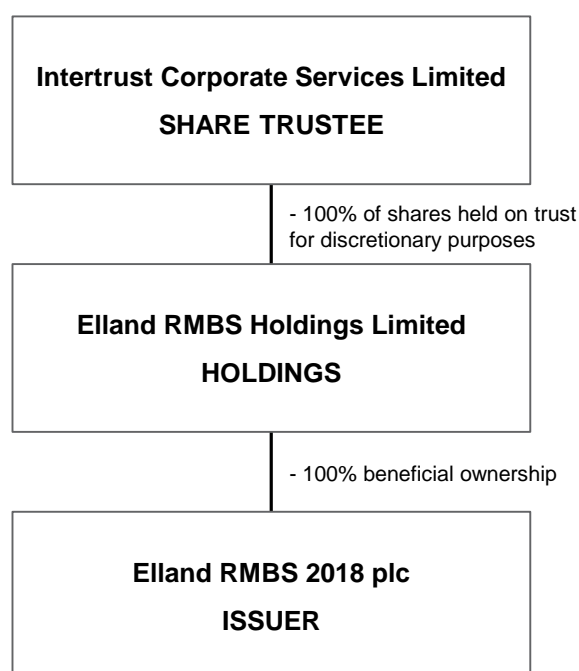 Intertrust Corporate Services Limited
SHARE TRUSTEE
- 100% of shares held on trust
for discretionary purposes
Elland RMBS Holdings Limited
HOLDINGS
- 100% beneficial ownership
Elland RMBS 2018 plc
ISSUER